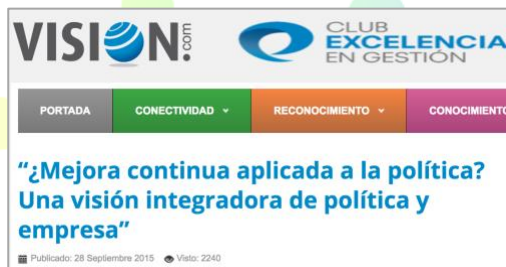 VISION.com
CLUB
EXCELENCIA
EN GESTIÓN
PORTADA CONECTIVIDAD RECONOCIMIENTO CONOCIMIENTO
“¿Mejora continua aplicada a la política?
Una visión integradora de política y
empresa”
Publicado: 28 Septiembre 2015 Visto: 2240